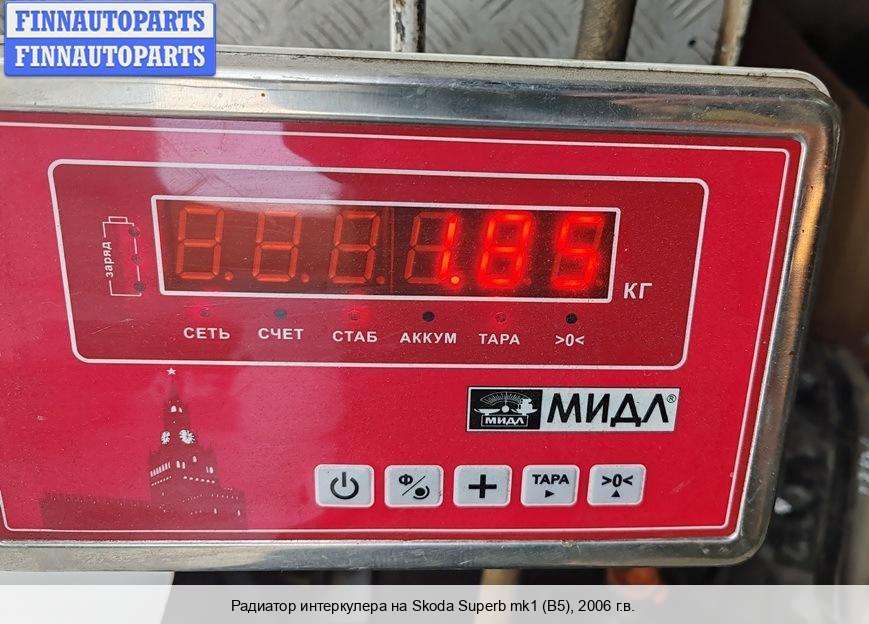 FINNAUTOPARTS
FINNAUTOPARTS
заряд
1.85
КГ
СЕТЬ СЧЕТ СТАБ АККУМ ТАРА >0<
МИДЛ МИДЛ®
Ф/ + ТАРА >0<
Радиатор интеркулера на Skoda Superb mk1 (B5), 2006 г.в.